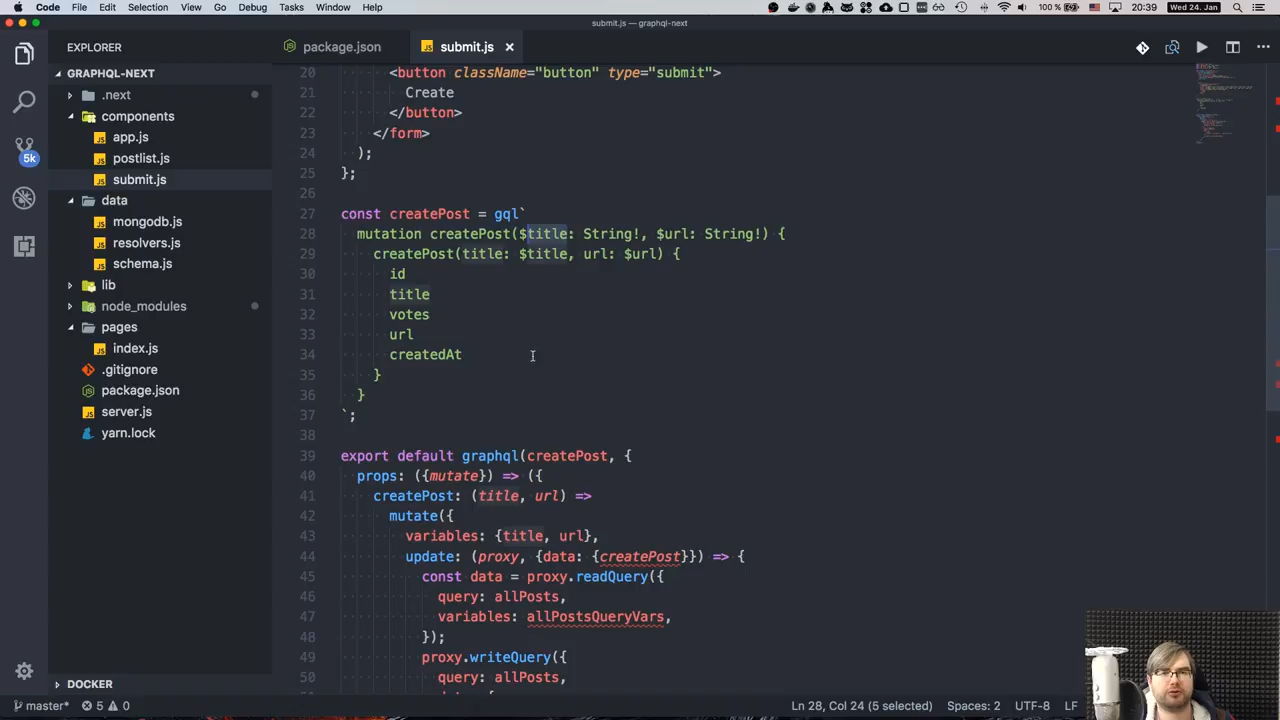 Code File Edit Selection View Go Debug Tasks Window Help 100 % 20:39 Wed 24. Jan
submit.js — graphql-next
EXPLORER
package.json
submit.js
GRAPHQL-NEXT
.next
components
app.js
postlist.js
submit.js
data
mongodb.js
resolvers.js
schema.js
lib
node_modules
pages
index.js
.gitignore
package.json
server.js
yarn.lock
DOCKER
5k
20 <button className="button" type="submit">
21 Create
22 </button>
23 </form>
24 );
25 };
26
27 const createPost = gql`
28 mutation createPost($title: String!, $url: String!) {
29 createPost(title: $title, url: $url) {
30 id
31 title
32 votes
33 url
34 createdAt
35 }
36 }
37 `;
38
39 export default graphql(createPost, {
40 props: ({mutate}) => ({
41 createPost: (title, url) =>
42 mutate({
43 variables: {title, url},
44 update: (proxy, {data: {createPost}}) => {
45 const data = proxy.readQuery({
46 query: allPosts,
47 variables: allPostsQueryVars,
48 });
49 proxy.writeQuery({
50 query: allPosts,
master* 5 0 Ln 28, Col 24 (5 selected) Spaces: 2 UTF-8 LF